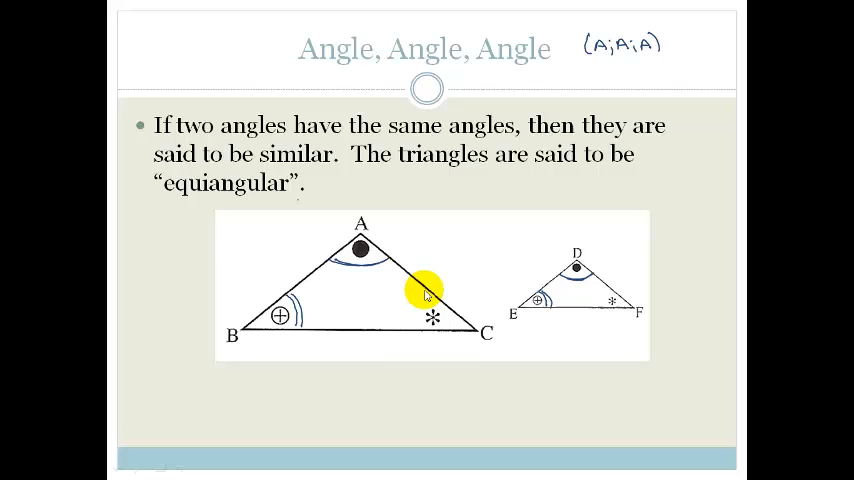 Angle, Angle, Angle (A;A;A)
If two angles have the same angles, then they are
said to be similar. The triangles are said to be
“equiangular”.
A
D
B
C
E
F